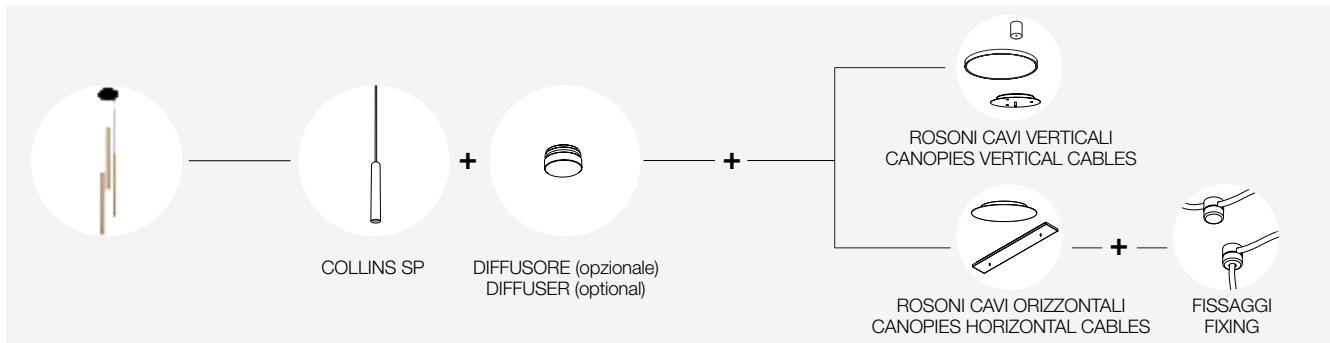 ROSONI CAVI VERTICALI
CANOPIES VERTICAL CABLES
+
+
COLLINS SP
DIFFUSORE (opzionale)
DIFFUSER (optional)
+
ROSONI CAVI ORIZZONTALI
CANOPIES HORIZONTAL CABLES
FISSAGGI
FIXING